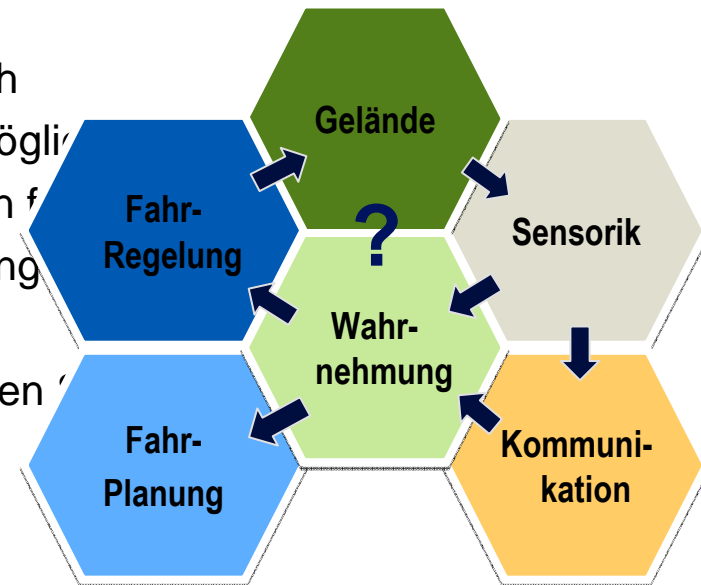 Gelände
Fahr-
Regelung
?
Sensorik
Wahr-
nehmung
Fahr-
Planung
Kommuni-
kation